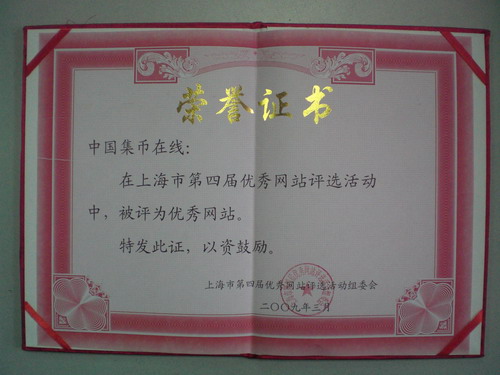 荣誉证书
中国集币在线：
在上海市第四届优秀网站评选活动
中，被评为优秀网站。
特发此证，以资鼓励。
上海市第四届优秀网站评选活动组委会
二〇〇九年三月